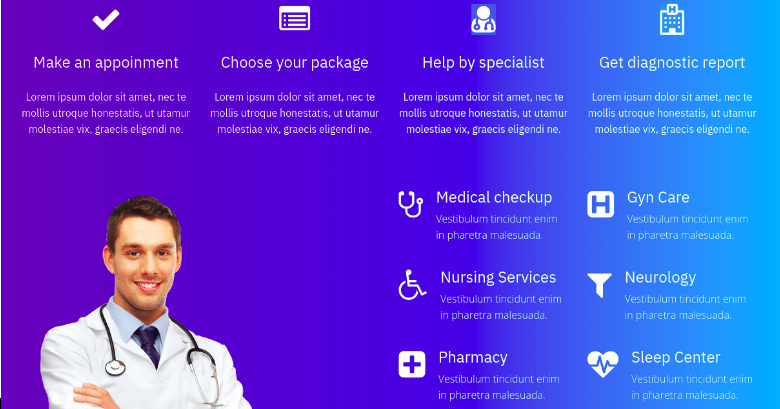 Make an appoinment
Lorem ipsum dolor sit amet, nec te
mollis utroque honestatis, ut utamur
molestiae vix, graecis eligendi ne.
Choose your package
Lorem ipsum dolor sit amet, nec te
mollis utroque honestatis, ut utamur
molestiae vix, graecis eligendi ne.
Help by specialist
Lorem ipsum dolor sit amet, nec te
mollis utroque honestatis, ut utamur
molestiae vix, graecis eligendi ne.
Get diagnostic report
Lorem ipsum dolor sit amet, nec te
mollis utroque honestatis, ut utamur
molestiae vix, graecis eligendi ne.
Medical checkup
Vestibulum tincidunt enim
in pharetra malesuada.
H
Gyn Care
Vestibulum tincidunt enim
in pharetra malesuada.
Nursing Services
Vestibulum tincidunt enim
in pharetra malesuada.
Neurology
Vestibulum tincidunt enim
in pharetra malesuada.
Pharmacy
Vestibulum tincidunt enim
in pharetra malesuada.
Sleep Center
Vestibulum tincidunt enim
in pharetra malesuada.